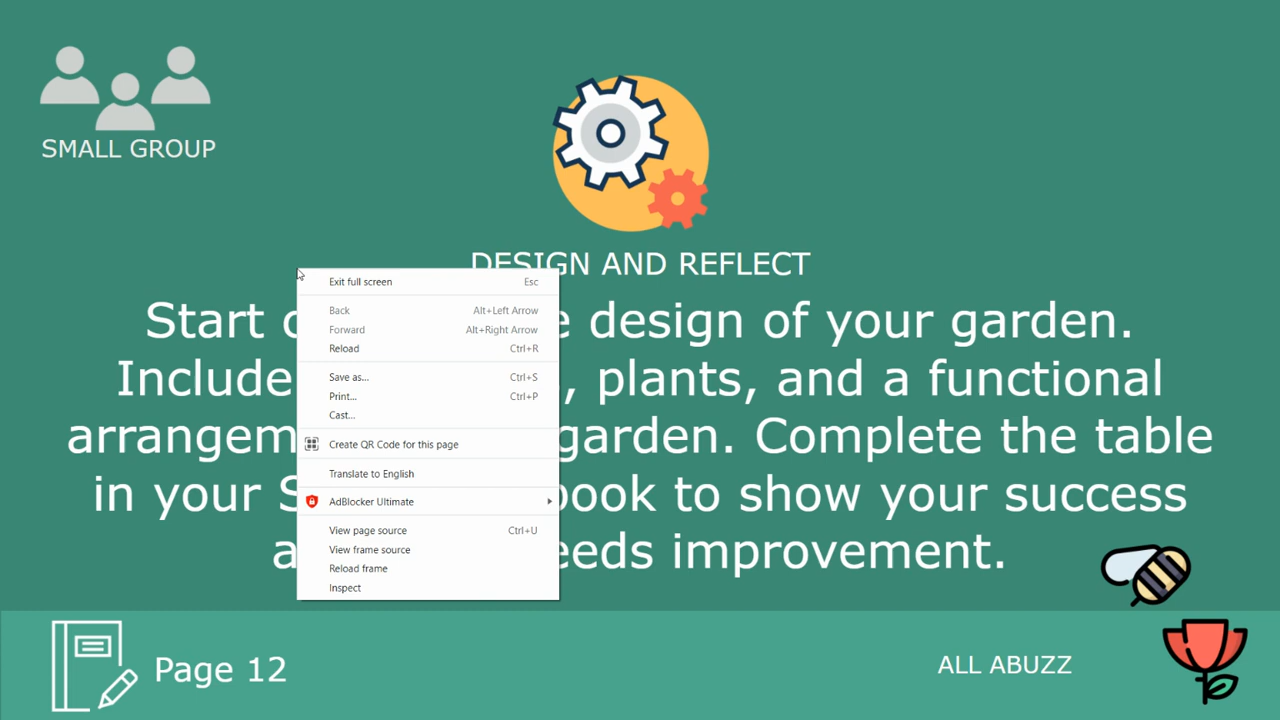 SMALL GROUP
DESIGN AND REFLECT
Start design of your garden.
Include , plants, and a functional
garden. Complete the table
in your to show your success
improvement.
Exit full screen Esc
Back Alt+Left Arrow
Forward Alt+Right Arrow
Reload Ctrl+R
Save as... Ctrl+S
Print... Ctrl+P
Cast...
Create QR Code for this page
Translate to English
AdBlocker Ultimate
View page source Ctrl+U
View frame source
Reload frame
Inspect
Page 12
ALL ABUZZ